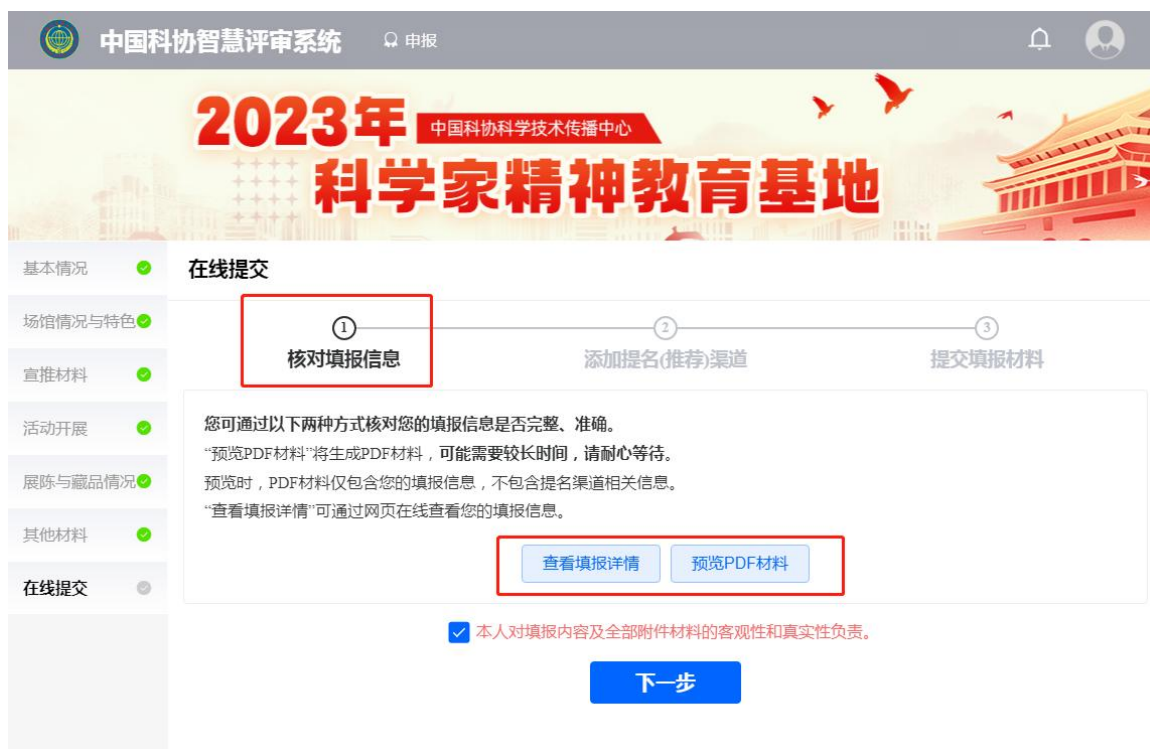 中国科协智慧评审系统
申报
2023年
中国科协科学技术传播中心
科学家精神教育基地
基本情况
场馆情况与特色
宣推材料
活动开展
展陈与藏品情况
其他材料
在线提交
在线提交
1
核对填报信息
2
添加提名(推荐)渠道
3
提交填报材料
您可通过以下两种方式核对您的填报信息是否完整、准确。
“预览PDF材料”将生成PDF材料，可能需要较长时间，请耐心等待。
预览时，PDF材料仅包含您的填报信息，不包含提名渠道相关信息。
“查看填报详情”可通过网页在线查看您的填报信息。
查看填报详情
预览PDF材料
本人对填报内容及全部附件材料的客观性和真实性负责。
下一步